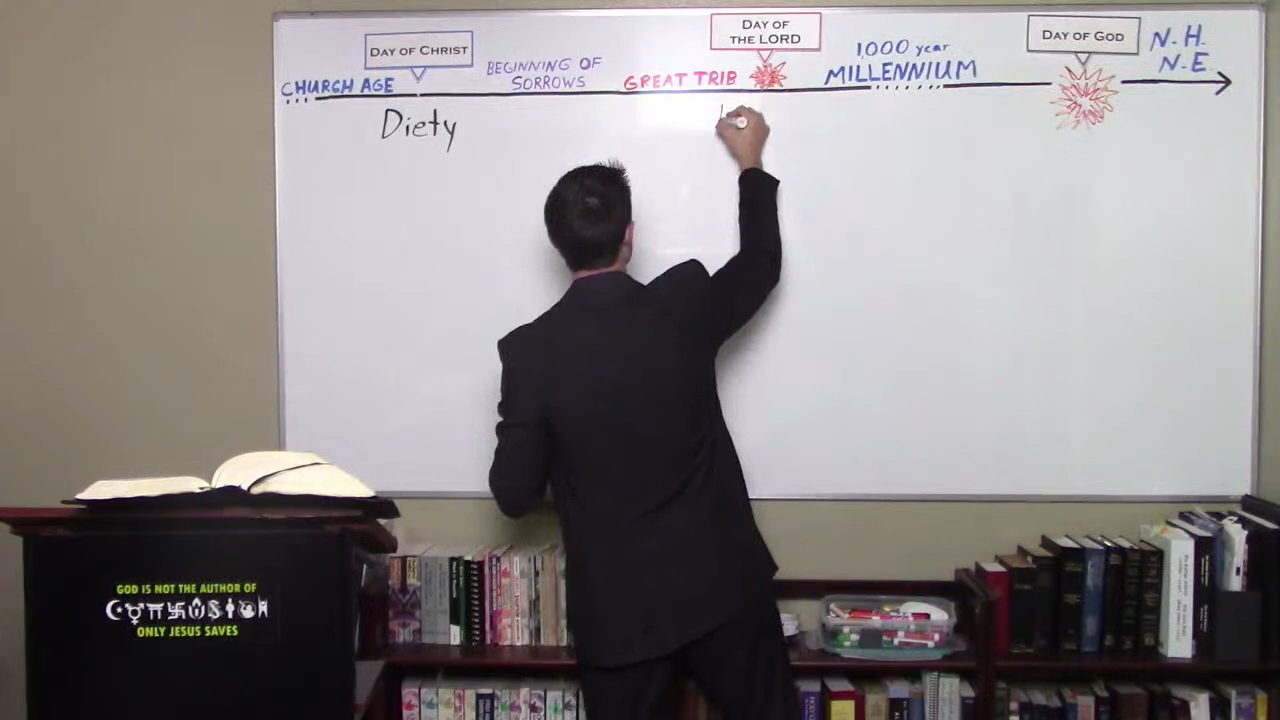 DAY OF CHRIST
DAY OF
THE LORD
DAY OF GOD
CHURCH AGE
BEGINNING OF
SORROWS
GREAT TRIB
1,000 year
MILLENNIUM
N.H.
N.E.
Diety
GOD IS NOT THE AUTHOR OF
ONLY JESUS SAVES